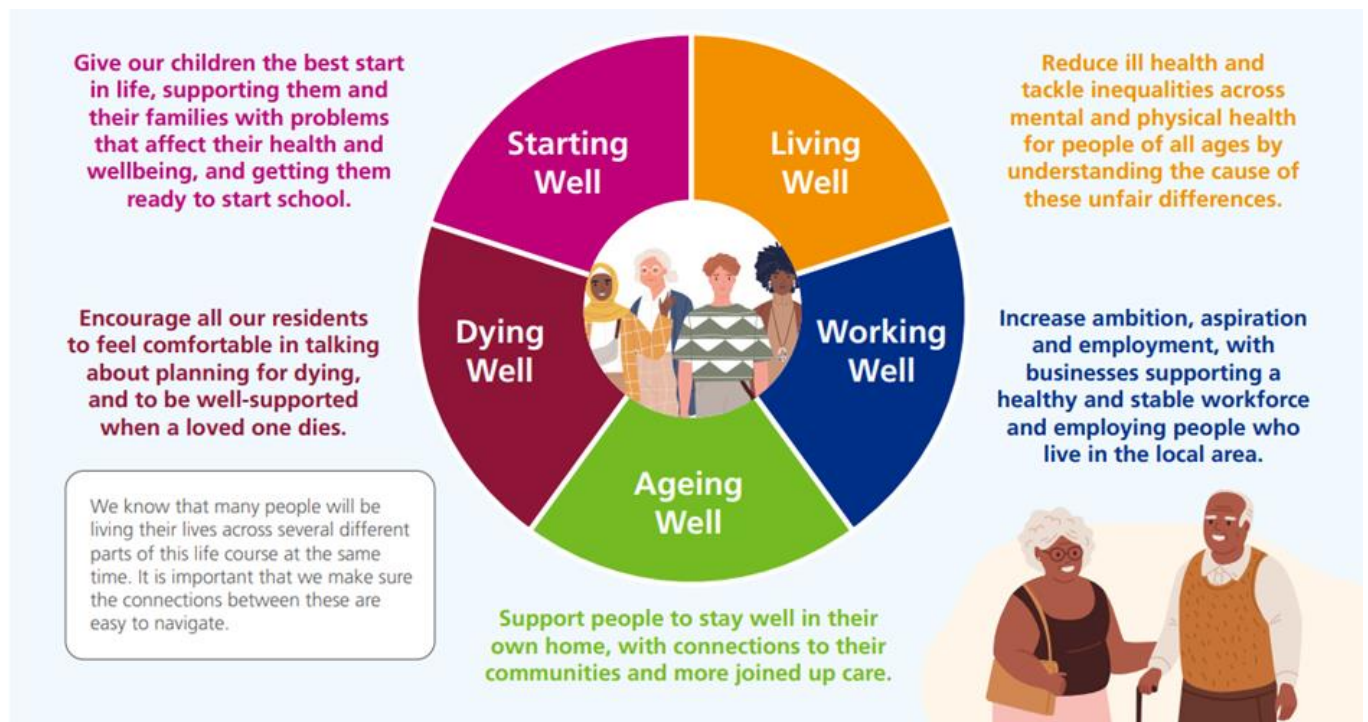 Give our children the best start
in life, supporting them and
their families with problems
that affect their health and
wellbeing, and getting them
ready to start school.
Starting
Well
Living
Well
Reduce ill health and
tackle inequalities across
mental and physical health
for people of all ages by
understanding the cause of
these unfair differences.
Encourage all our residents
to feel comfortable in talking
about planning for dying,
and to be well-supported
when a loved one dies.
Dying
Well
Working
Well
Increase ambition, aspiration
and employment, with
businesses supporting a
healthy and stable workforce
and employing people who
live in the local area.
We know that many people will be
living their lives across several different
parts of this life course at the same
time. It is important that we make sure
the connections between these are
easy to navigate.
Ageing
Well
Support people to stay well in their
own home, with connections to their
communities and more joined up care.